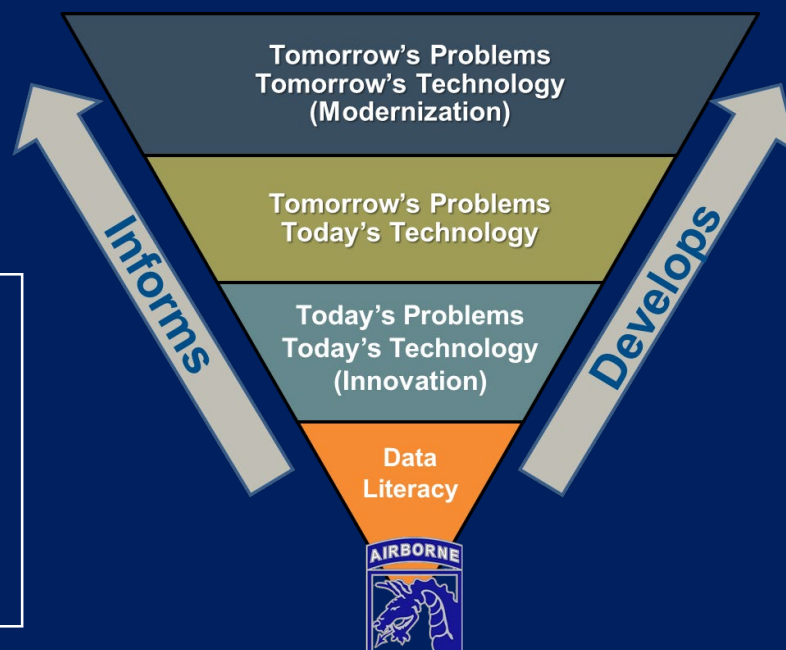 Tomorrow's Problems
Tomorrow's Technology
(Modernization)
Tomorrow's Problems
Today's Technology
Informs
Develops
Today's Problems
Today's Technology
(Innovation)
Data
Literacy
AIRBORNE